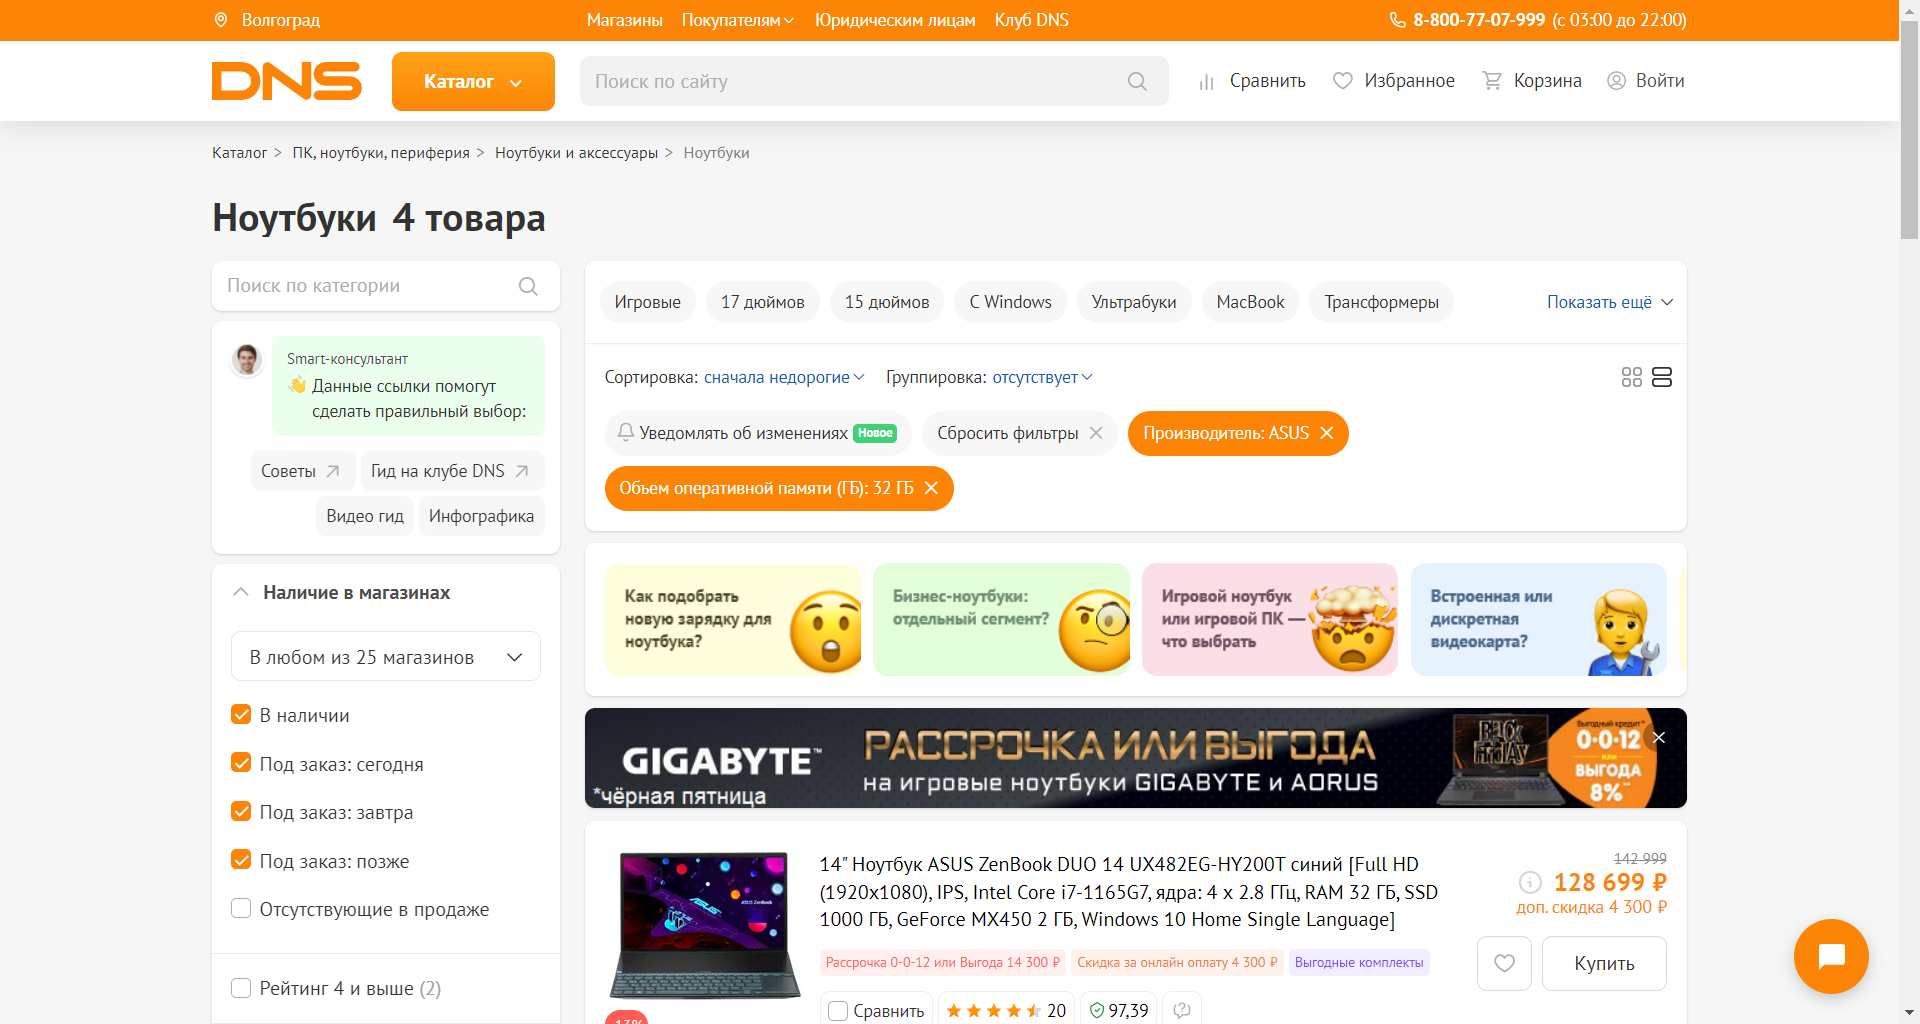 Волгоград
Магазины Покупателям Юридическим лицам Клуб DNS
8-800-77-07-999 (с 03:00 до 22:00)
DNS
Каталог
Поиск по сайту
Сравнить
Избранное
Корзина
Войти
Каталог > ПК, ноутбуки, периферия > Ноутбуки и аксессуары > Ноутбуки
Ноутбуки 4 товара
Поиск по категории
Smart-консультант
👋 Данные ссылки помогут
сделать правильный выбор:
Советы
Гид на клубе DNS
Видео гид
Инфографика
Наличие в магазинах
В любом из 25 магазинов
В наличии
Под заказ: сегодня
Под заказ: завтра
Под заказ: позже
Отсутствующие в продаже
Рейтинг 4 и выше (2)
Игровые
17 дюймов
15 дюймов
С Windows
Ультрабуки
MacBook
Трансформеры
Показать ещё
Сортировка: сначала недорогие
Группировка: отсутствует
Уведомлять об изменениях Новое
Сбросить фильтры
Производитель: ASUS
Объем оперативной памяти (ГБ): 32 ГБ
Как подобрать
новую зарядку для
ноутбука?
Бизнес-ноутбуки:
отдельный сегмент?
Игровой ноутбук
или игровой ПК —
что выбрать
Встроенная или
дискретная
видеокарта?
GIGABYTE™
*чёрная пятница
РАССРОЧКА ИЛИ ВЫГОДА
на игровые ноутбуки GIGABYTE и AORUS
BLACK
FRIDAY
Выгодный кредит*
0-0-12
или
ВЫГОДА
8%**
ASUS
ASUS ZenBook
14" Ноутбук ASUS ZenBook DUO 14 UX482EG-HY200T синий [Full HD
(1920x1080), IPS, Intel Core i7-1165G7, ядра: 4 х 2.8 ГГц, RAM 32 ГБ, SSD
1000 ГБ, GeForce MX450 2 ГБ, Windows 10 Home Single Language]
Рассрочка 0-0-12 или Выгода 14 300 ₽
Скидка за онлайн оплату 4 300 ₽
Выгодные комплекты
Сравнить
20
97,39
142 999
128 699 ₽
доп. скидка 4 300 ₽
Купить